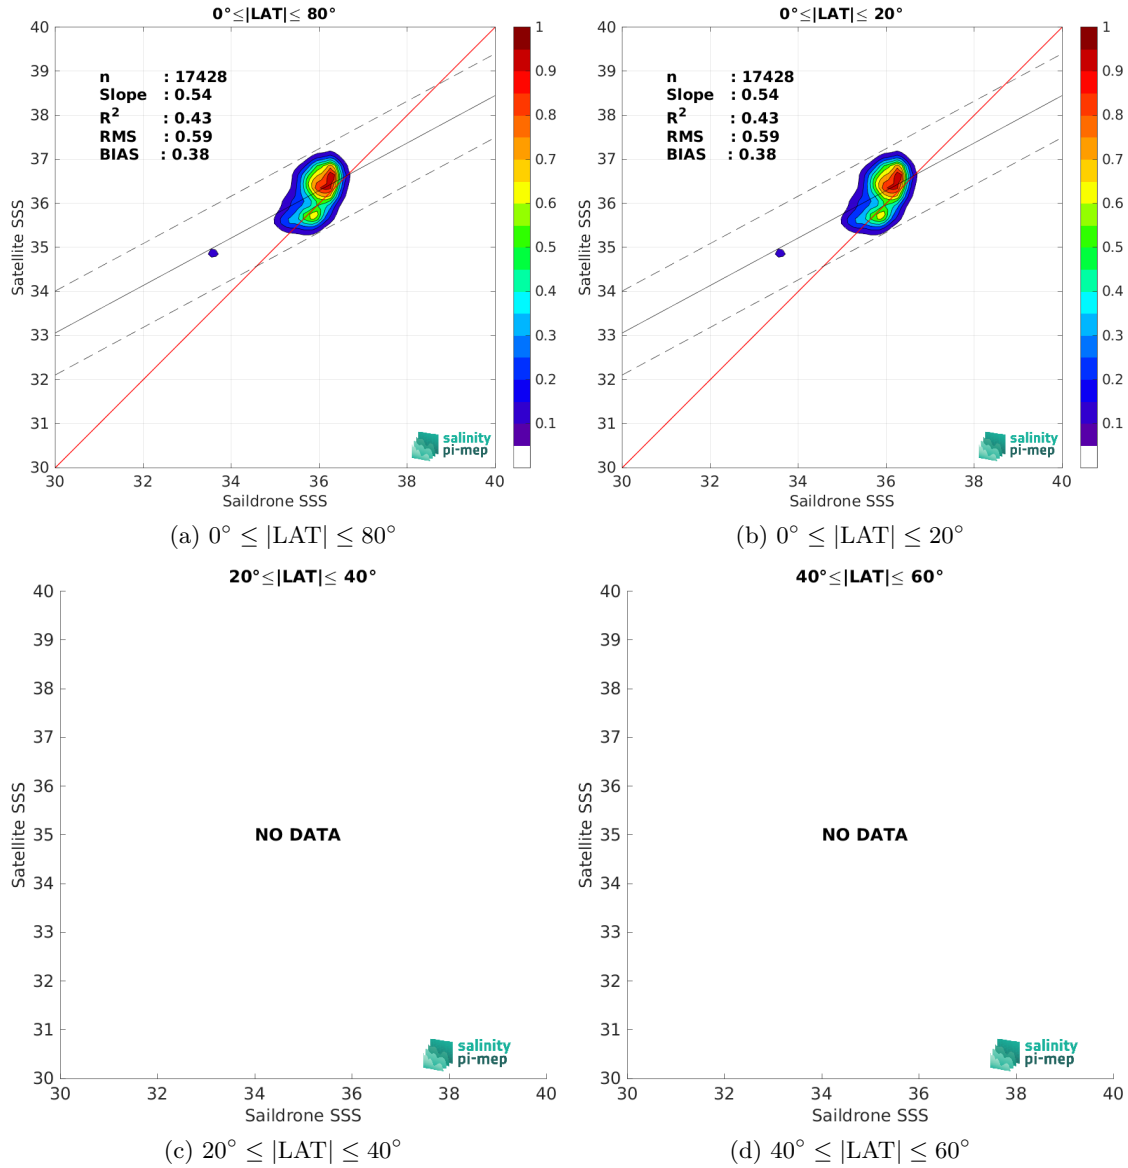 0°≤|LAT|≤ 80°
40
39
38
37
36
35
34
33
32
31
30
Satellite SSS
n : 17428
Slope : 0.54
R² : 0.43
RMS : 0.59
BIAS : 0.38
salinity
pi-mep
30 32 34 36 38 40
Saildrone SSS
1
0.9
0.8
0.7
0.6
0.5
0.4
0.3
0.2
0.1
(a) 0° ≤ |LAT| ≤ 80°
0°≤|LAT|≤ 20°
40
39
38
37
36
35
34
33
32
31
30
Satellite SSS
n : 17428
Slope : 0.54
R² : 0.43
RMS : 0.59
BIAS : 0.38
salinity
pi-mep
30 32 34 36 38 40
Saildrone SSS
1
0.9
0.8
0.7
0.6
0.5
0.4
0.3
0.2
0.1
(b) 0° ≤ |LAT| ≤ 20°
20°≤|LAT|≤ 40°
40
39
38
37
36
35
34
33
32
31
30
Satellite SSS
NO DATA
salinity
pi-mep
30 32 34 36 38 40
Saildrone SSS
(c) 20° ≤ |LAT| ≤ 40°
40°≤|LAT|≤ 60°
40
39
38
37
36
35
34
33
32
31
30
Satellite SSS
NO DATA
salinity
pi-mep
30 32 34 36 38 40
Saildrone SSS
(d) 40° ≤ |LAT| ≤ 60°